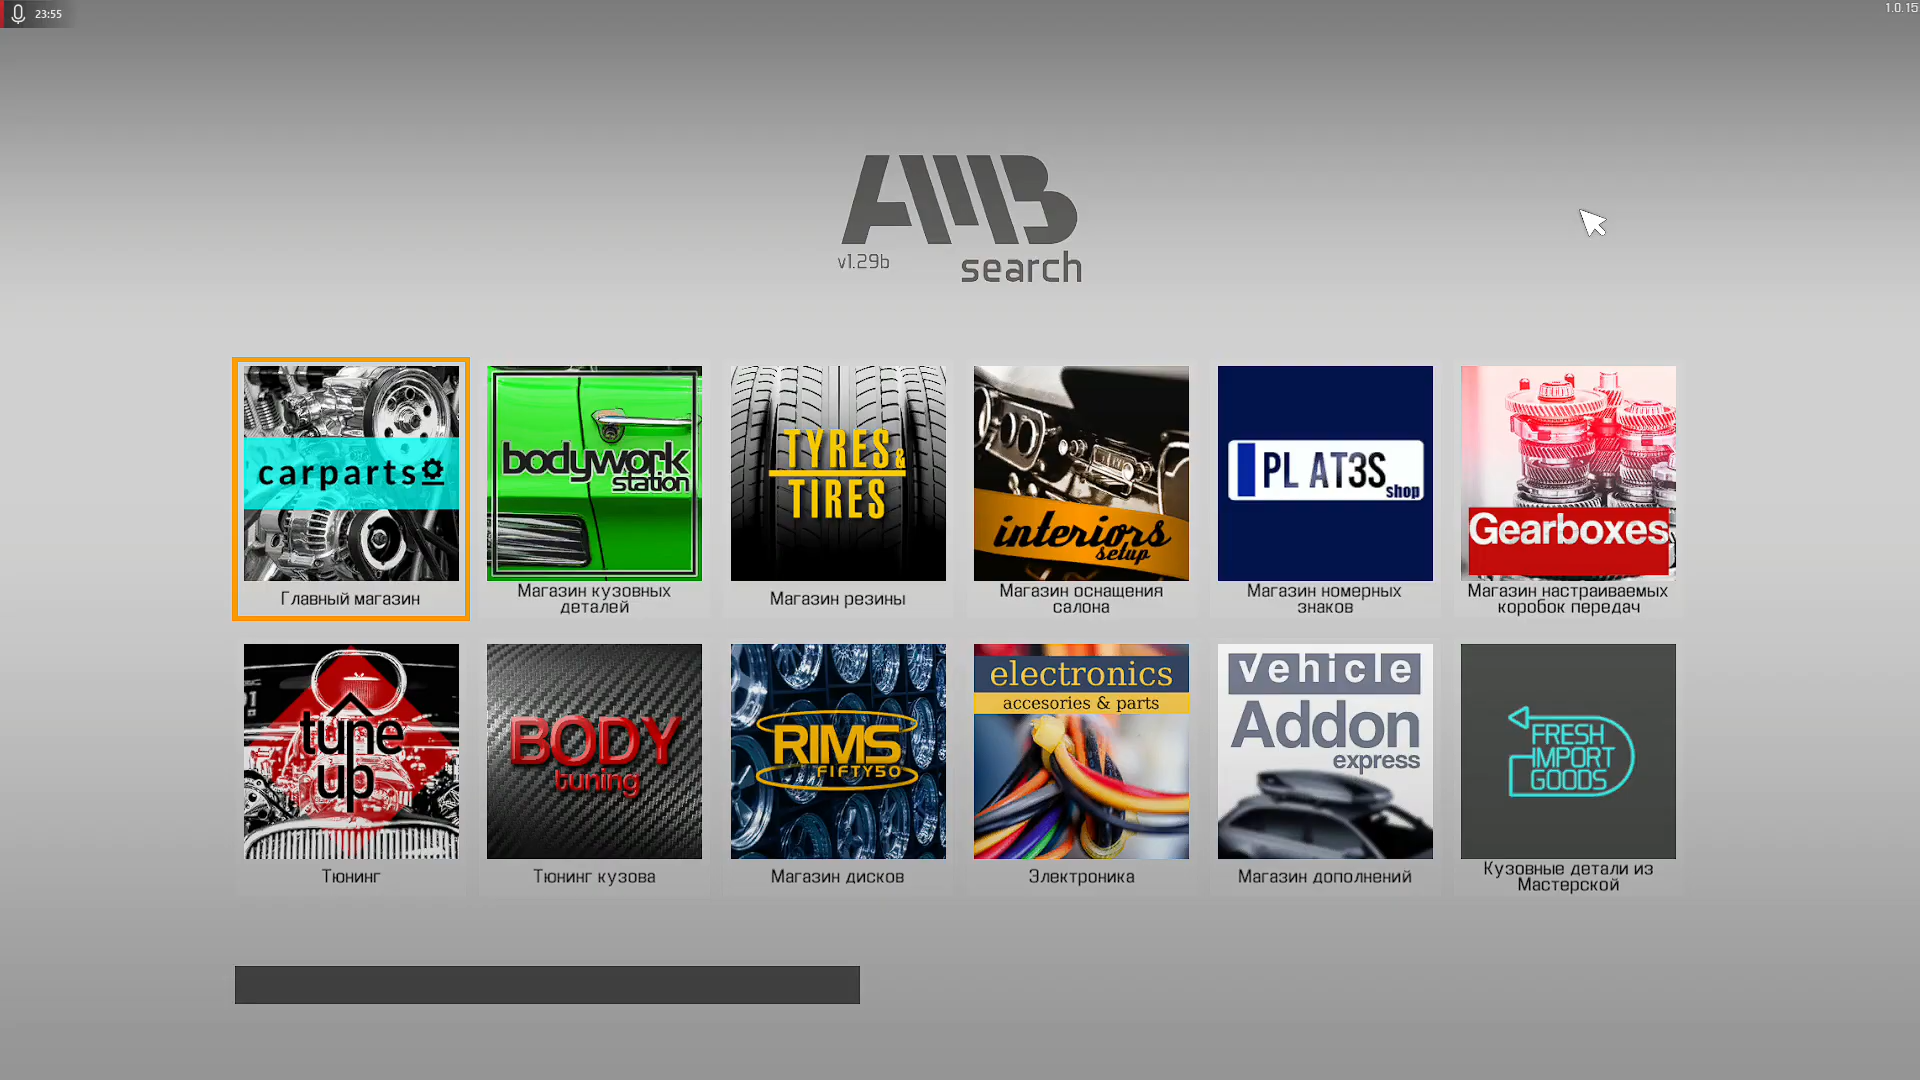 23:55
1.0.15
AMB
v1.29b
search
carparts
bodywork
station
TYRES &
TIRES
interiors
setup
PL AT3S
shop
Gearboxes
Главный магазин
Магазин кузовных
деталей
Магазин резины
Магазин оснащения
салона
Магазин номерных
знаков
Магазин настраиваемых
коробок передач
tune
up
BODY
tuning
RIMS
FIFTY50
electronics
accesories & parts
vehicle
Addon
express
FRESH
IMPORT
GOODS
Тюнинг
Тюнинг кузова
Магазин дисков
Электроника
Магазин дополнений
Кузовные детали из
Мастерской